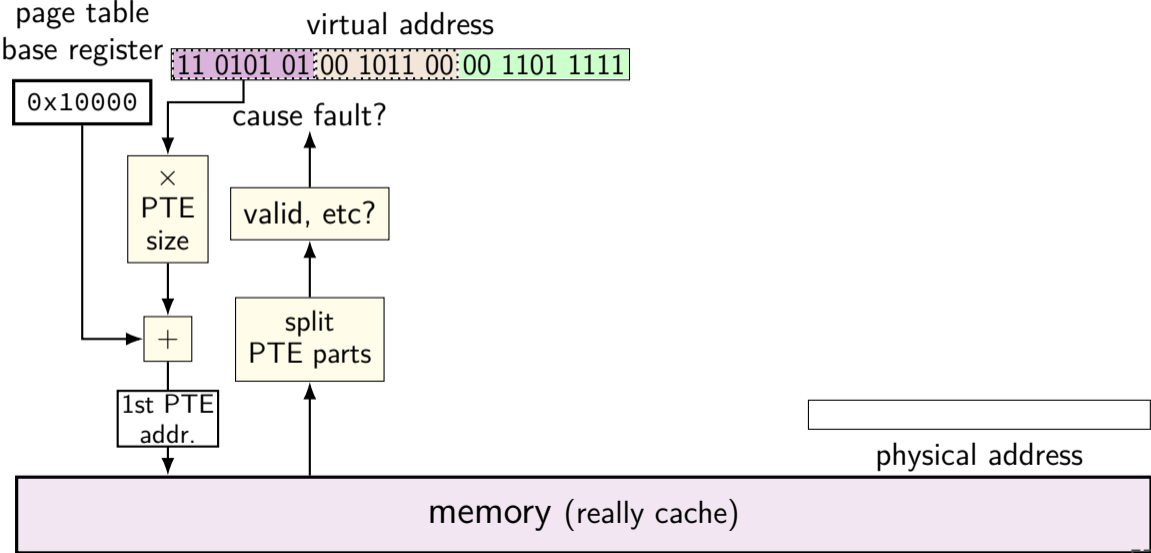 page table
base register
virtual address
11 0101 01 00 1011 00 00 1101 1111
0x10000
cause fault?
×
PTE
size
valid, etc?
+
split
PTE parts
1st PTE
addr.
physical address
memory (really cache)